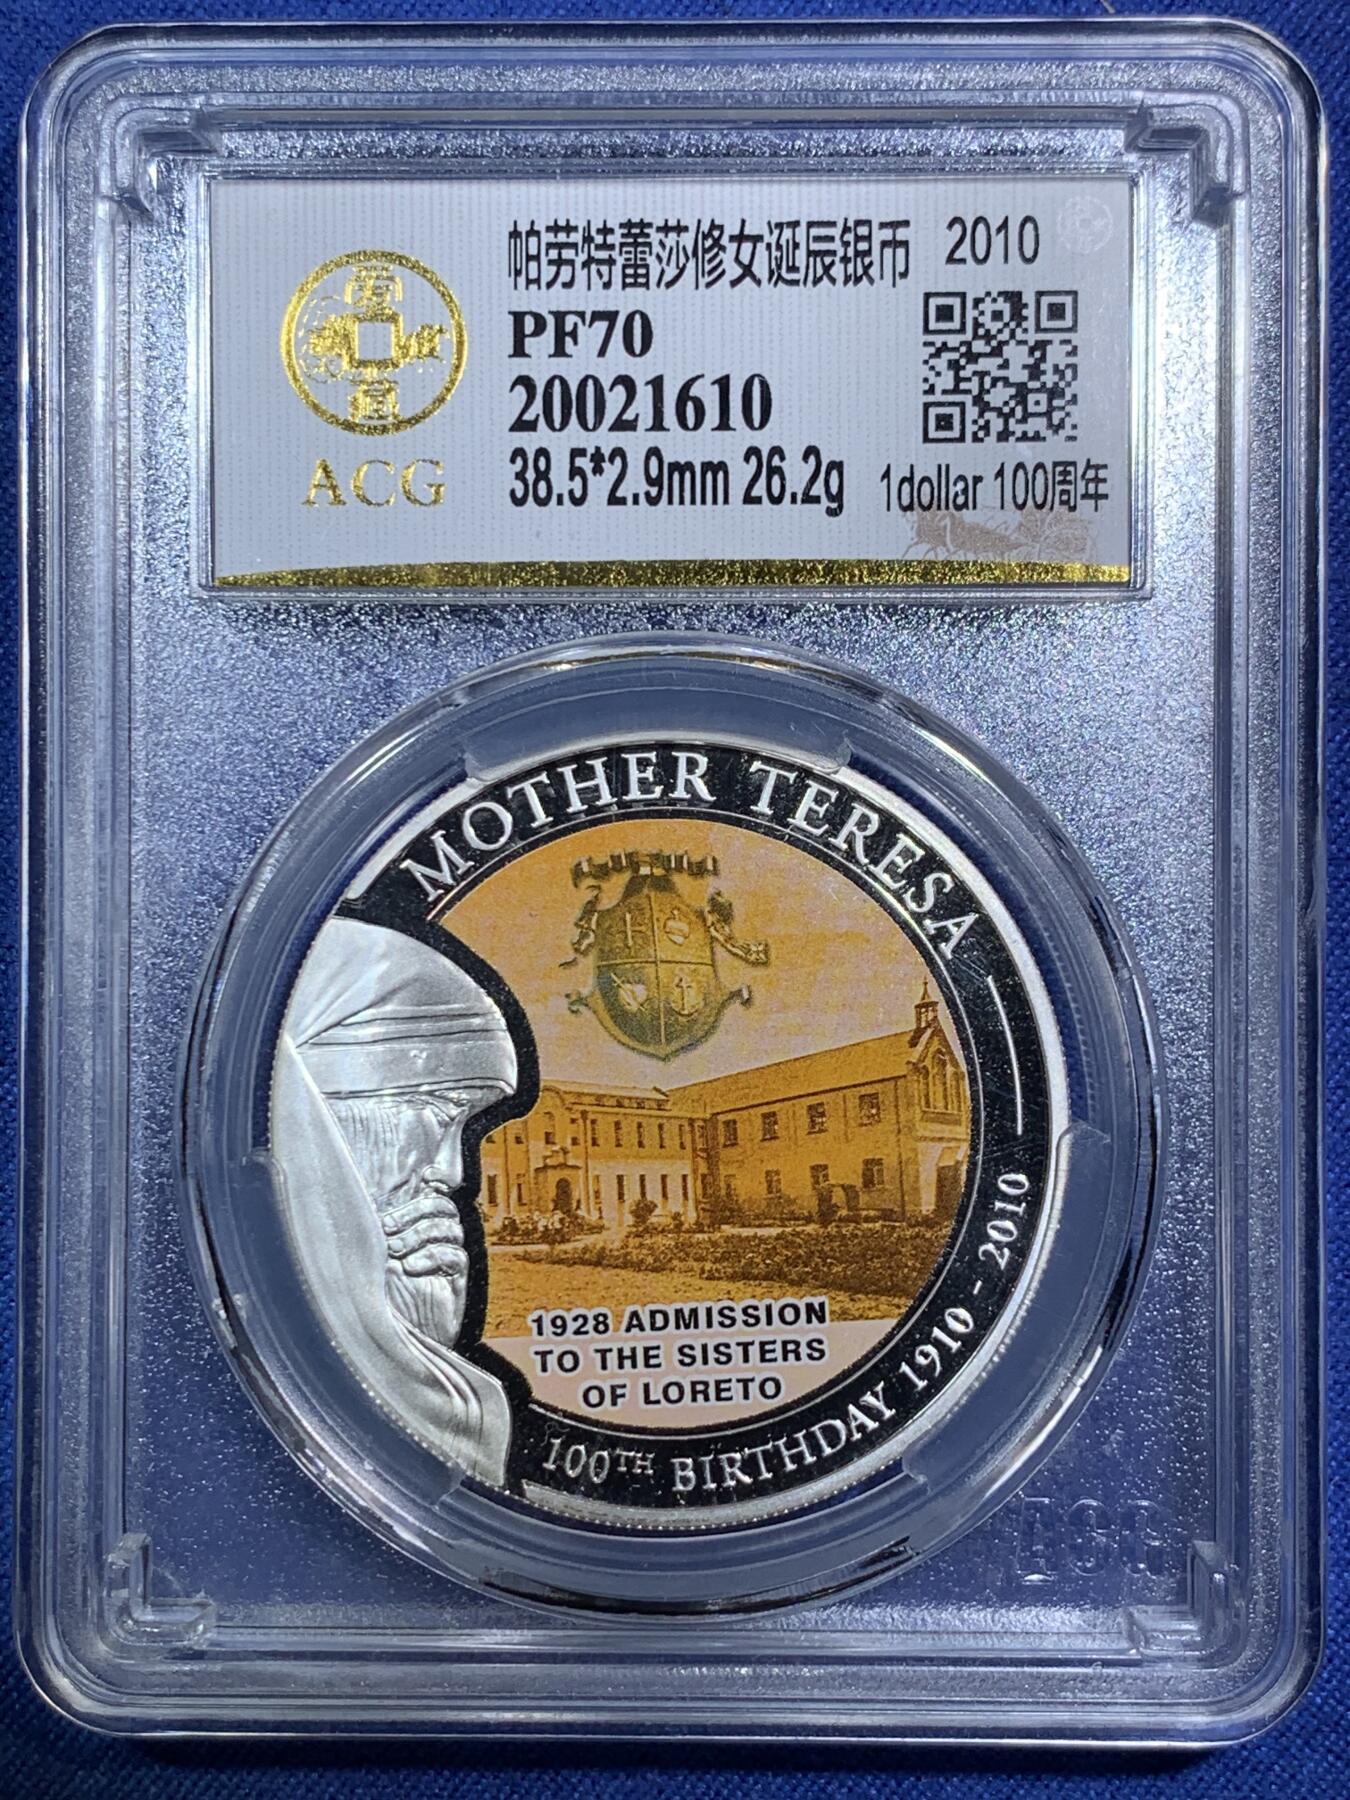 帕劳特蕾莎修女诞辰银币 2010
PF70
20021610
38.5*2.9mm 26.2g 1dollar 100周年
ACG
MOTHER TERESA
1928 ADMISSION
TO THE SISTERS
OF LORETO
100TH BIRTHDAY 1910 - 2010
ACG